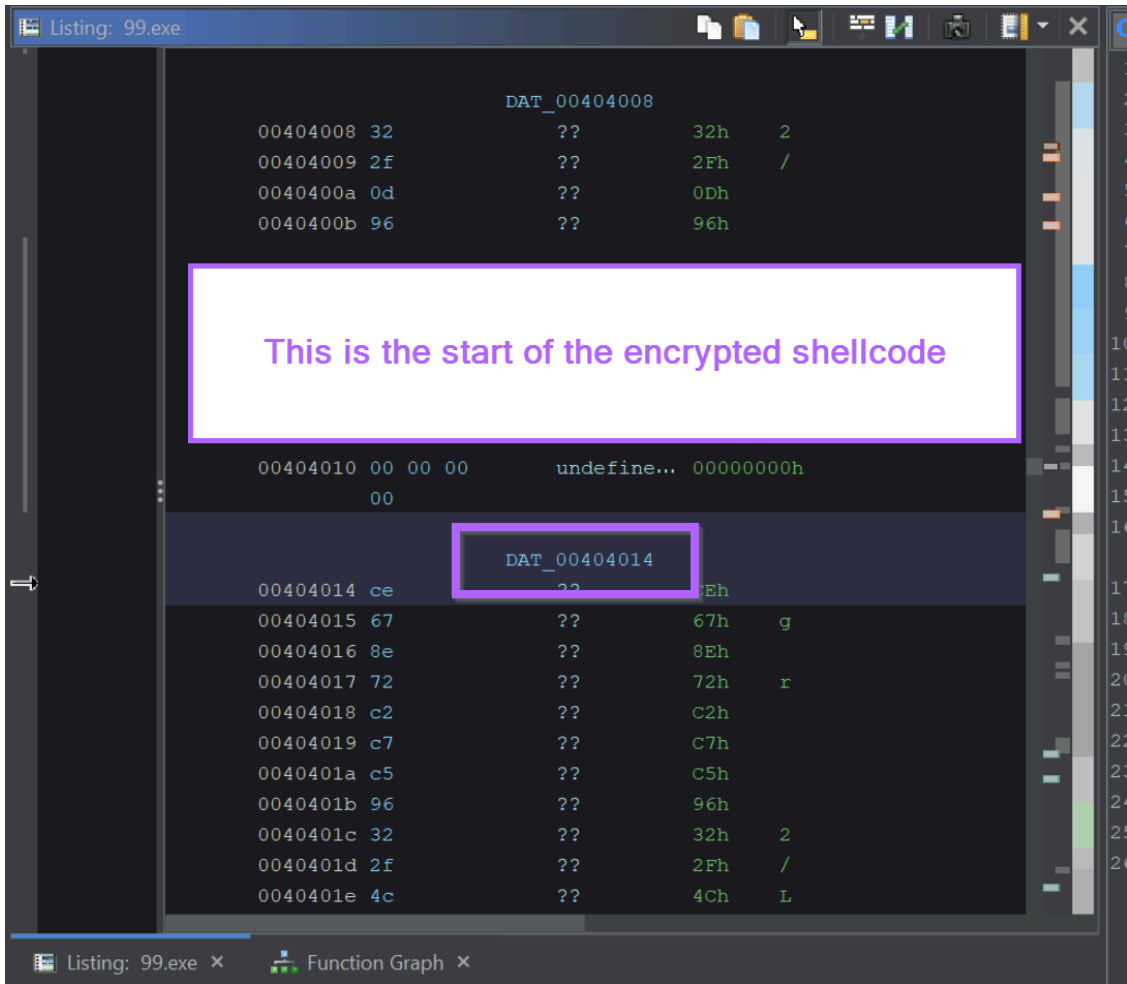 Listing: 99.exe
DAT_00404008
00404008 32 ?? 32h 2
00404009 2f ?? 2Fh /
0040400a 0d ?? 0Dh
0040400b 96 ?? 96h
This is the start of the encrypted shellcode
00404010 00 00 00 undefine... 00000000h
00
DAT_00404014
00404014 ce ?? CEh
00404015 67 ?? 67h g
00404016 8e ?? 8Eh
00404017 72 ?? 72h r
00404018 c2 ?? C2h
00404019 c7 ?? C7h
0040401a c5 ?? C5h
0040401b 96 ?? 96h
0040401c 32 ?? 32h 2
0040401d 2f ?? 2Fh /
0040401e 4c ?? 4Ch L
Listing: 99.exe × Function Graph ×